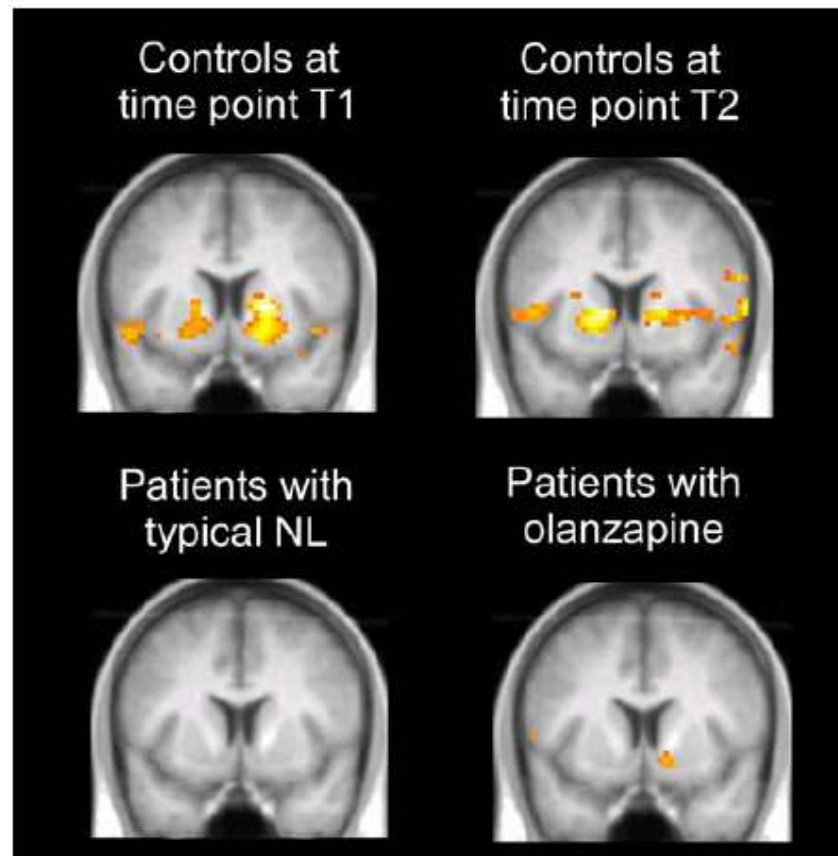 Controls at
time point T1
Controls at
time point T2
Patients with
typical NL
Patients with
olanzapine